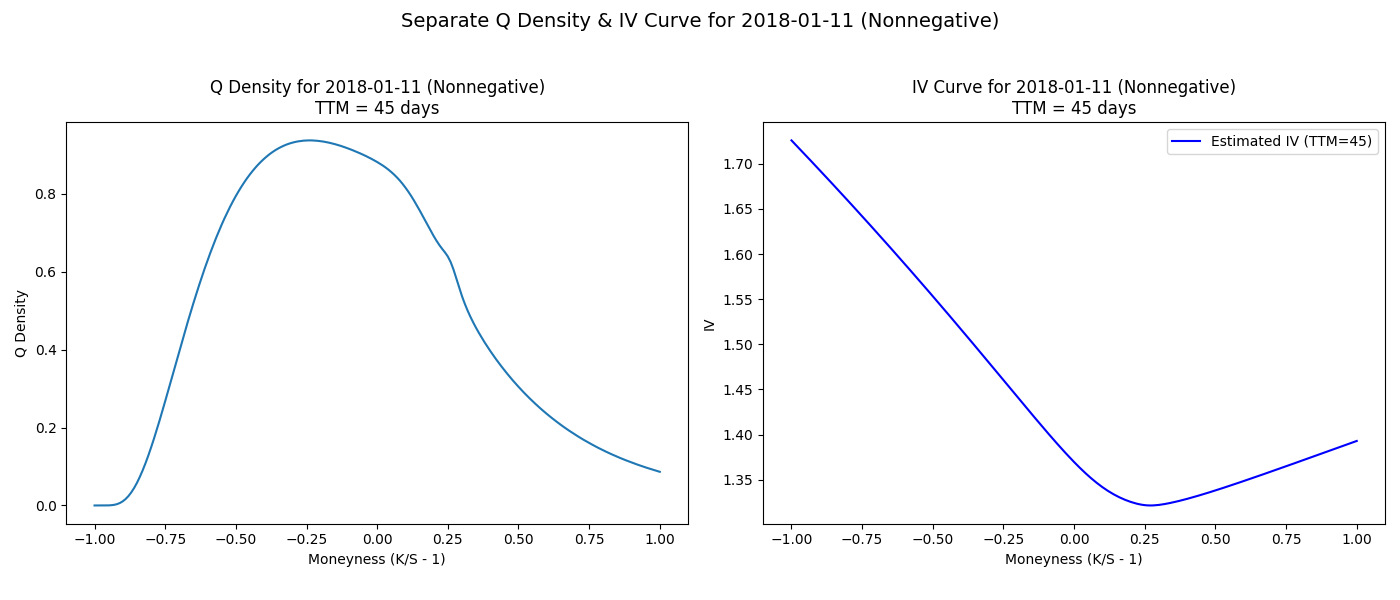 Separate Q Density & IV Curve for 2018-01-11 (Nonnegative)
Q Density for 2018-01-11 (Nonnegative)
TTM = 45 days
0.8
0.6
0.4
0.2
0.0
Q Density
−1.00 −0.75 −0.50 −0.25 0.00 0.25 0.50 0.75 1.00
Moneyness (K/S - 1)
IV Curve for 2018-01-11 (Nonnegative)
TTM = 45 days
Estimated IV (TTM=45)
1.70
1.65
1.60
1.55
1.50
1.45
1.40
1.35
IV
−1.00 −0.75 −0.50 −0.25 0.00 0.25 0.50 0.75 1.00
Moneyness (K/S - 1)